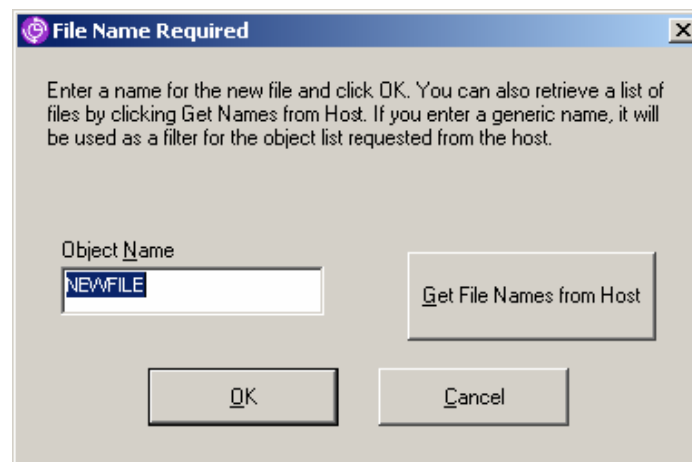 File Name Required
Enter a name for the new file and click OK. You can also retrieve a list of
files by clicking Get Names from Host. If you enter a generic name, it will
be used as a filter for the object list requested from the host.
Object Name
NEWFILE
Get File Names from Host
OK
Cancel